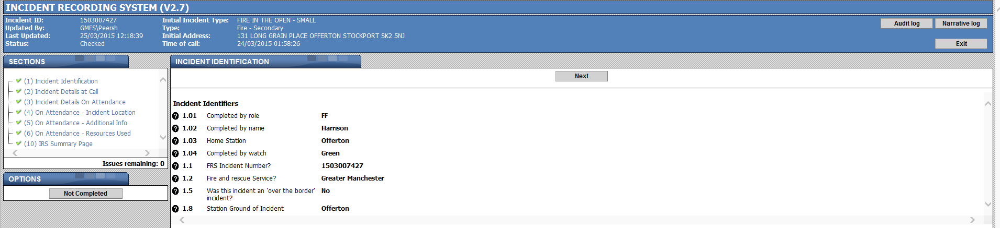 INCIDENT RECORDING SYSTEM (V2.7)
Incident ID: 1503007427 Initial Incident Type: FIRE IN THE OPEN - SMALL
Updated By: GMFS\Peersh Type: Fire - Secondary
Last Updated: 25/03/2015 12:18:39 Initial Address: 131 LONG GRAIN PLACE OFFERTON STOCKPORT SK2 5NJ
Status: Checked Time of call: 24/03/2015 01:58:26
Audit log Narrative log
Exit
SECTIONS
(1) Incident Identification
(2) Incident Details at Call
(3) Incident Details On Attendance
(4) On Attendance - Incident Location
(5) On Attendance - Additional Info
(6) On Attendance - Resources Used
(10) IRS Summary Page
Issues remaining: 0
OPTIONS
Not Completed
INCIDENT IDENTIFICATION
Next
Incident Identifiers
? 1.01 Completed by role FF
? 1.02 Completed by name Harrison
? 1.03 Home Station Offerton
? 1.04 Completed by watch Green
? 1.1 FRS Incident Number? 1503007427
? 1.2 Fire and rescue Service? Greater Manchester
? 1.5 Was this incident an 'over the border' No
incident?
? 1.8 Station Ground of Incident Offerton